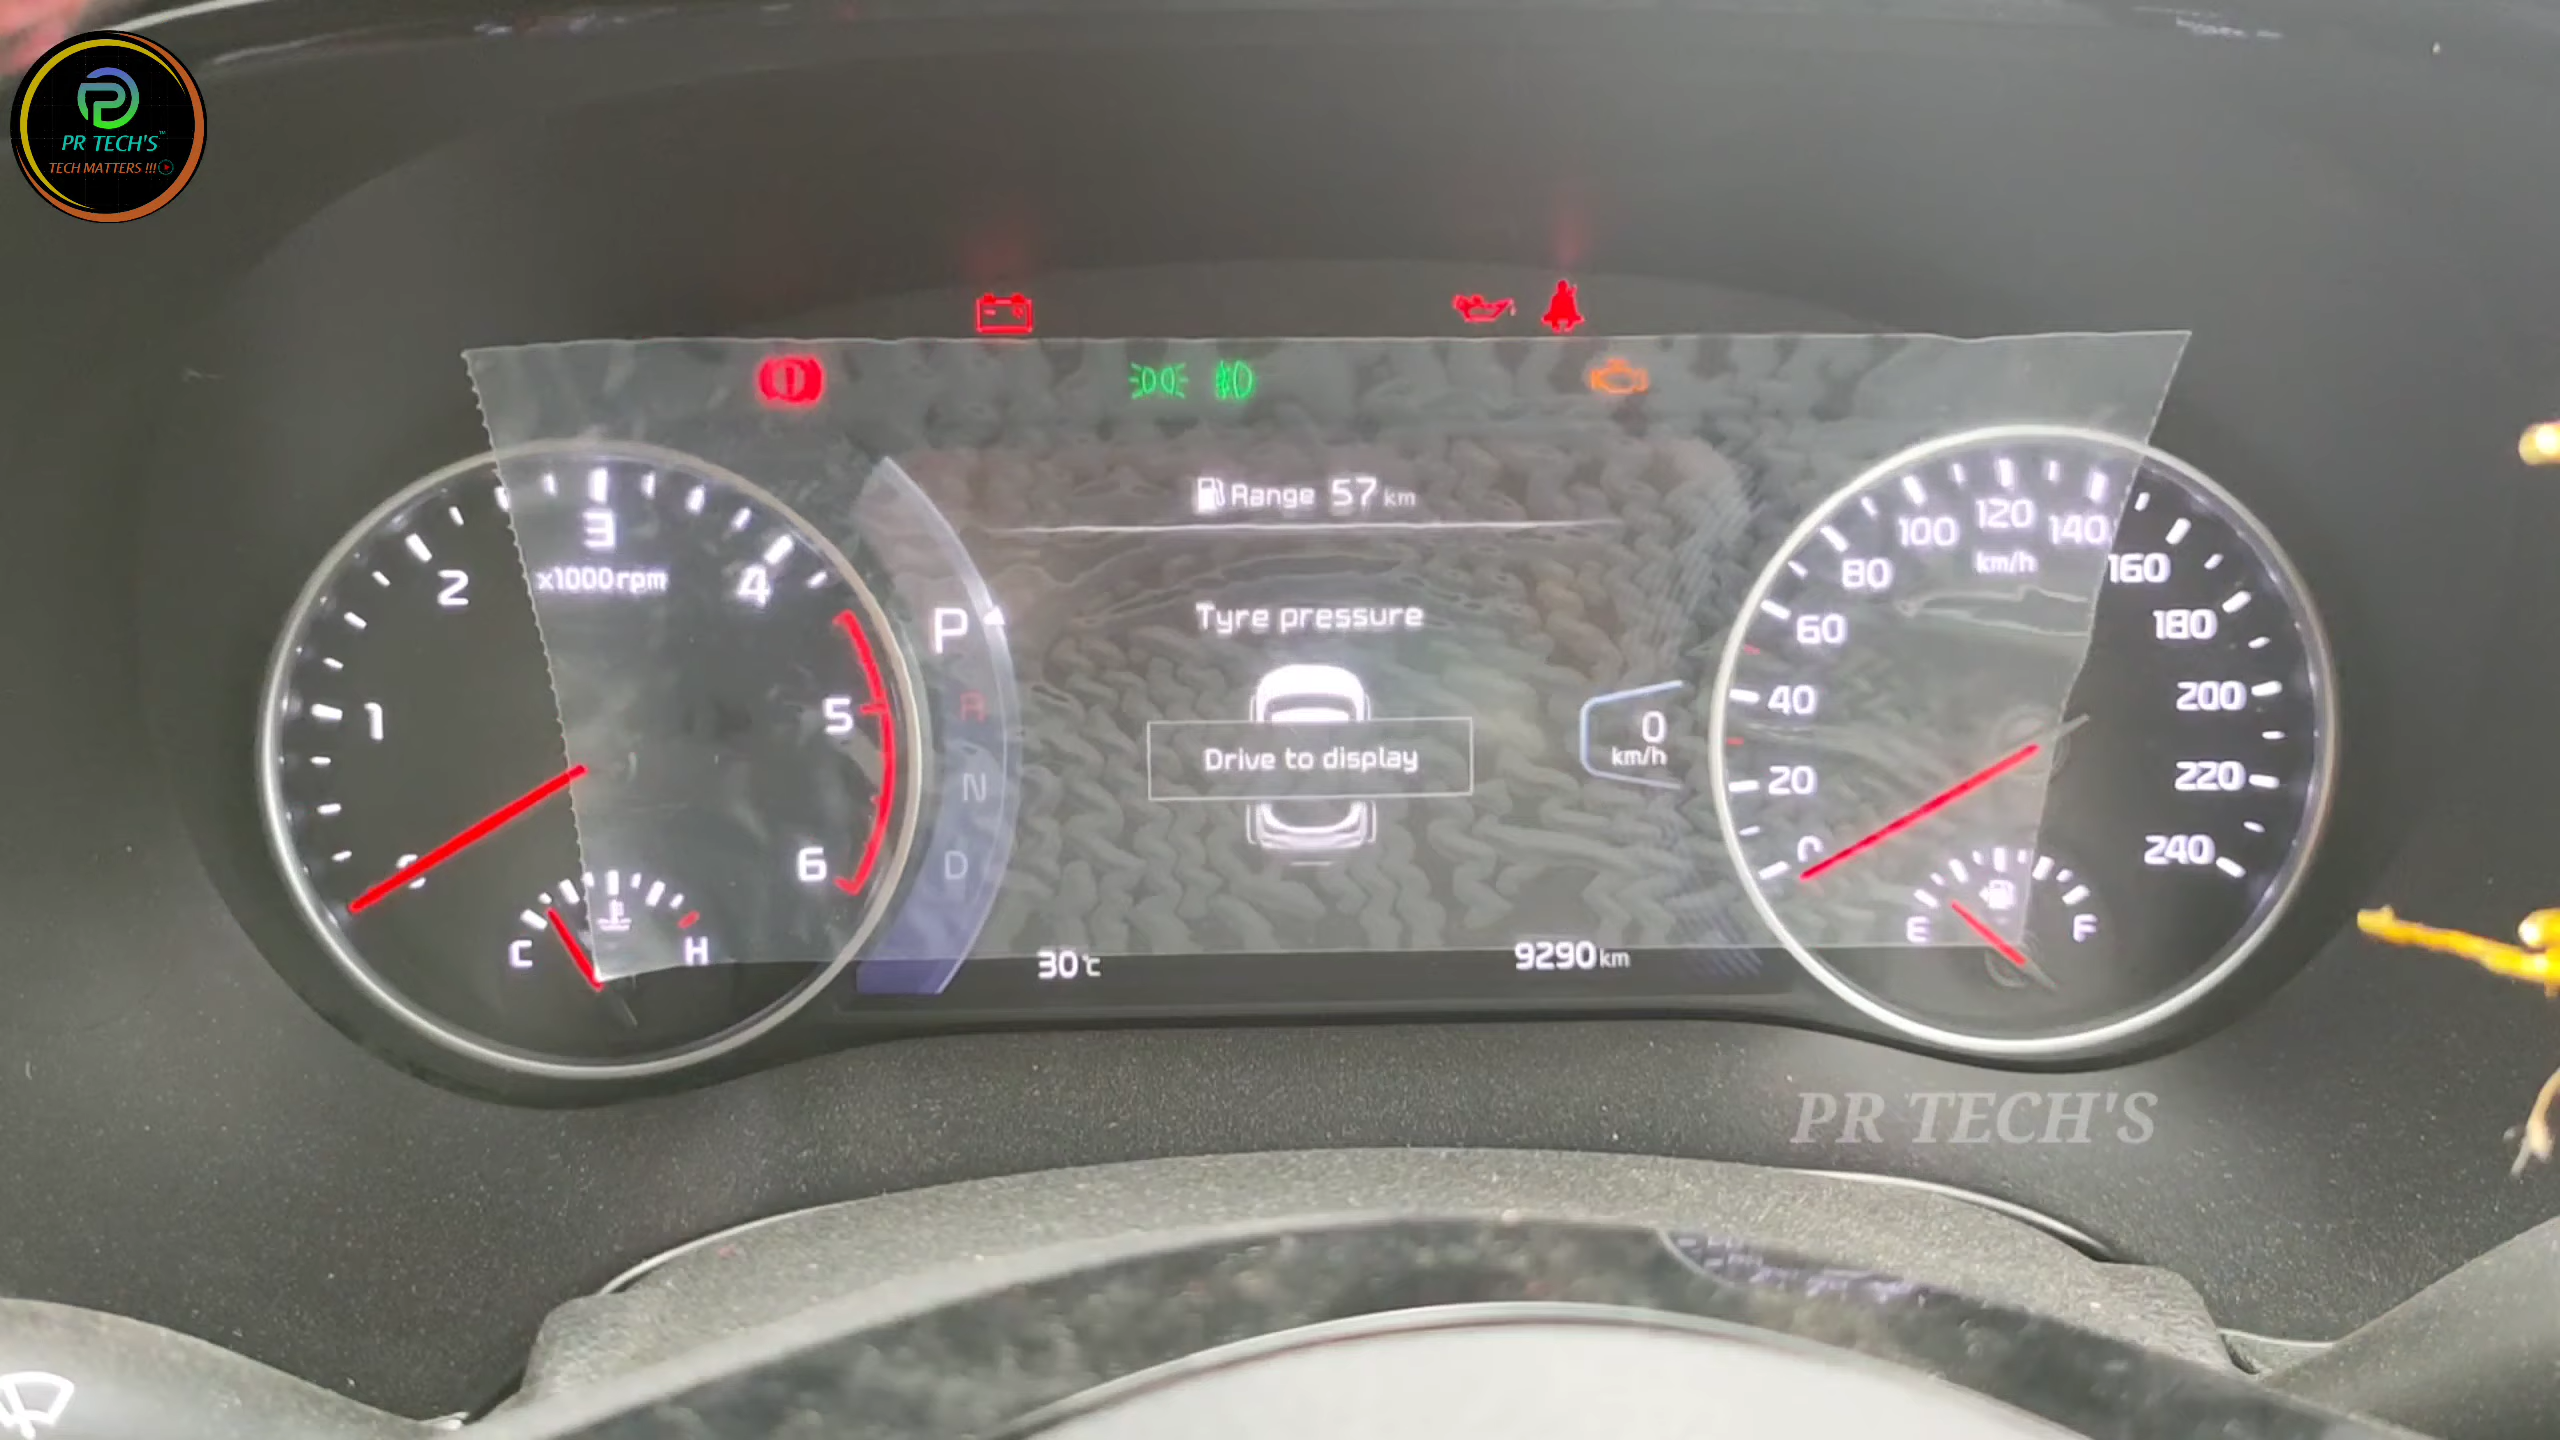 PR TECH'S™
TECH MATTERS !!!
Range 57 km
Tyre pressure
Drive to display
0
km/h
30°C
9290 km
1
2
3
4
5
6
x1000rpm
C
H
P
R
N
D
0
20
40
60
80
100
120
140
160
180
200
220
240
km/h
E
F
PR TECH'S